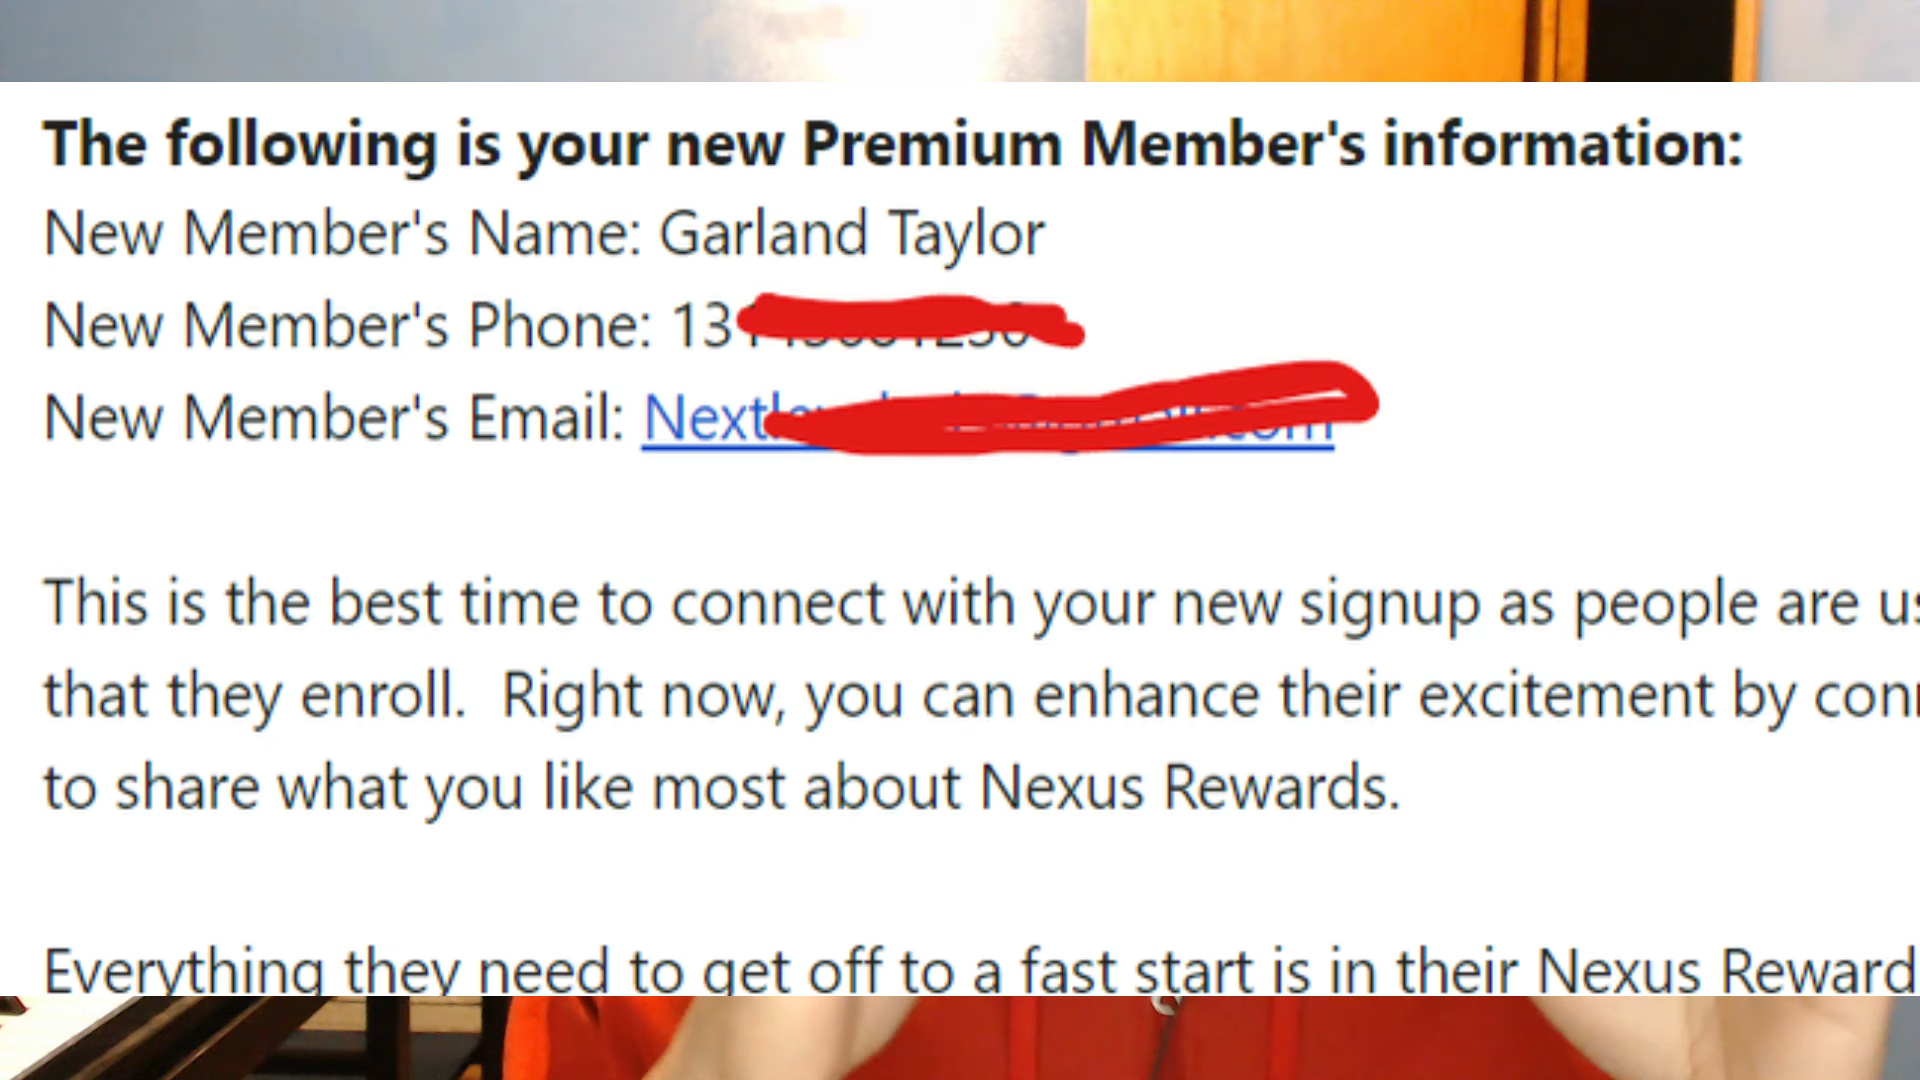 The following is your new Premium Member's information:
New Member's Name: Garland Taylor
New Member's Phone: 13
New Member's Email:
This is the best time to connect with your new signup as people are
that they enroll. Right now, you can enhance their excitement by
to share what you like most about Nexus Rewards.
Everything they need to get off to a fast start is in their Nexus Reward